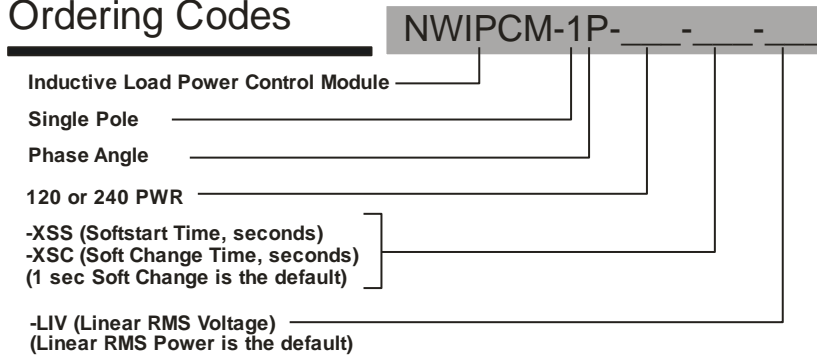 Ordering Codes
NWIPCM-1P-___-___-___
Inductive Load Power Control Module
Single Pole
Phase Angle
120 or 240 PWR
-XSS (Softstart Time, seconds)
-XSC (Soft Change Time, seconds)
(1 sec Soft Change is the default)
-LIV (Linear RMS Voltage)
(Linear RMS Power is the default)